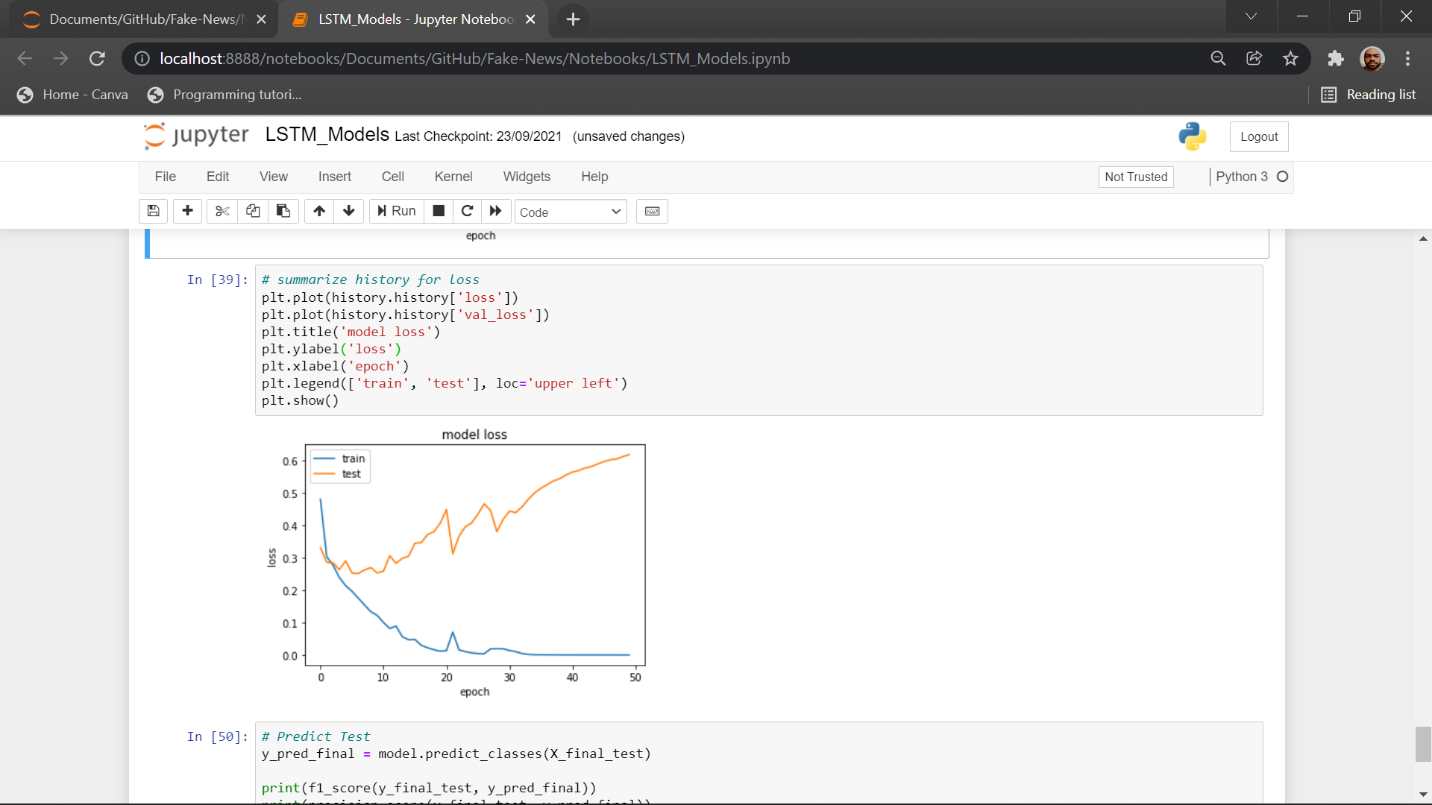 Documents/GitHub/Fake-News/N
LSTM_Models - Jupyter Noteboo
localhost:8888/notebooks/Documents/GitHub/Fake-News/Notebooks/LSTM_Models.ipynb
Home - Canva
Programming tutori...
Reading list
jupyter
LSTM_Models Last Checkpoint: 23/09/2021 (unsaved changes)
Logout
File Edit View Insert Cell Kernel Widgets Help
Not Trusted
Python 3
Run
Code
epoch
In [39]:
# summarize history for loss
plt.plot(history.history['loss'])
plt.plot(history.history['val_loss'])
plt.title('model loss')
plt.ylabel('loss')
plt.xlabel('epoch')
plt.legend(['train', 'test'], loc='upper left')
plt.show()
model loss
train
test
0.6
0.5
0.4
0.3
0.2
0.1
0.0
loss
0 10 20 30 40 50
epoch
In [50]:
# Predict Test
y_pred_final = model.predict_classes(X_final_test)
print(f1_score(y_final_test, y_pred_final))